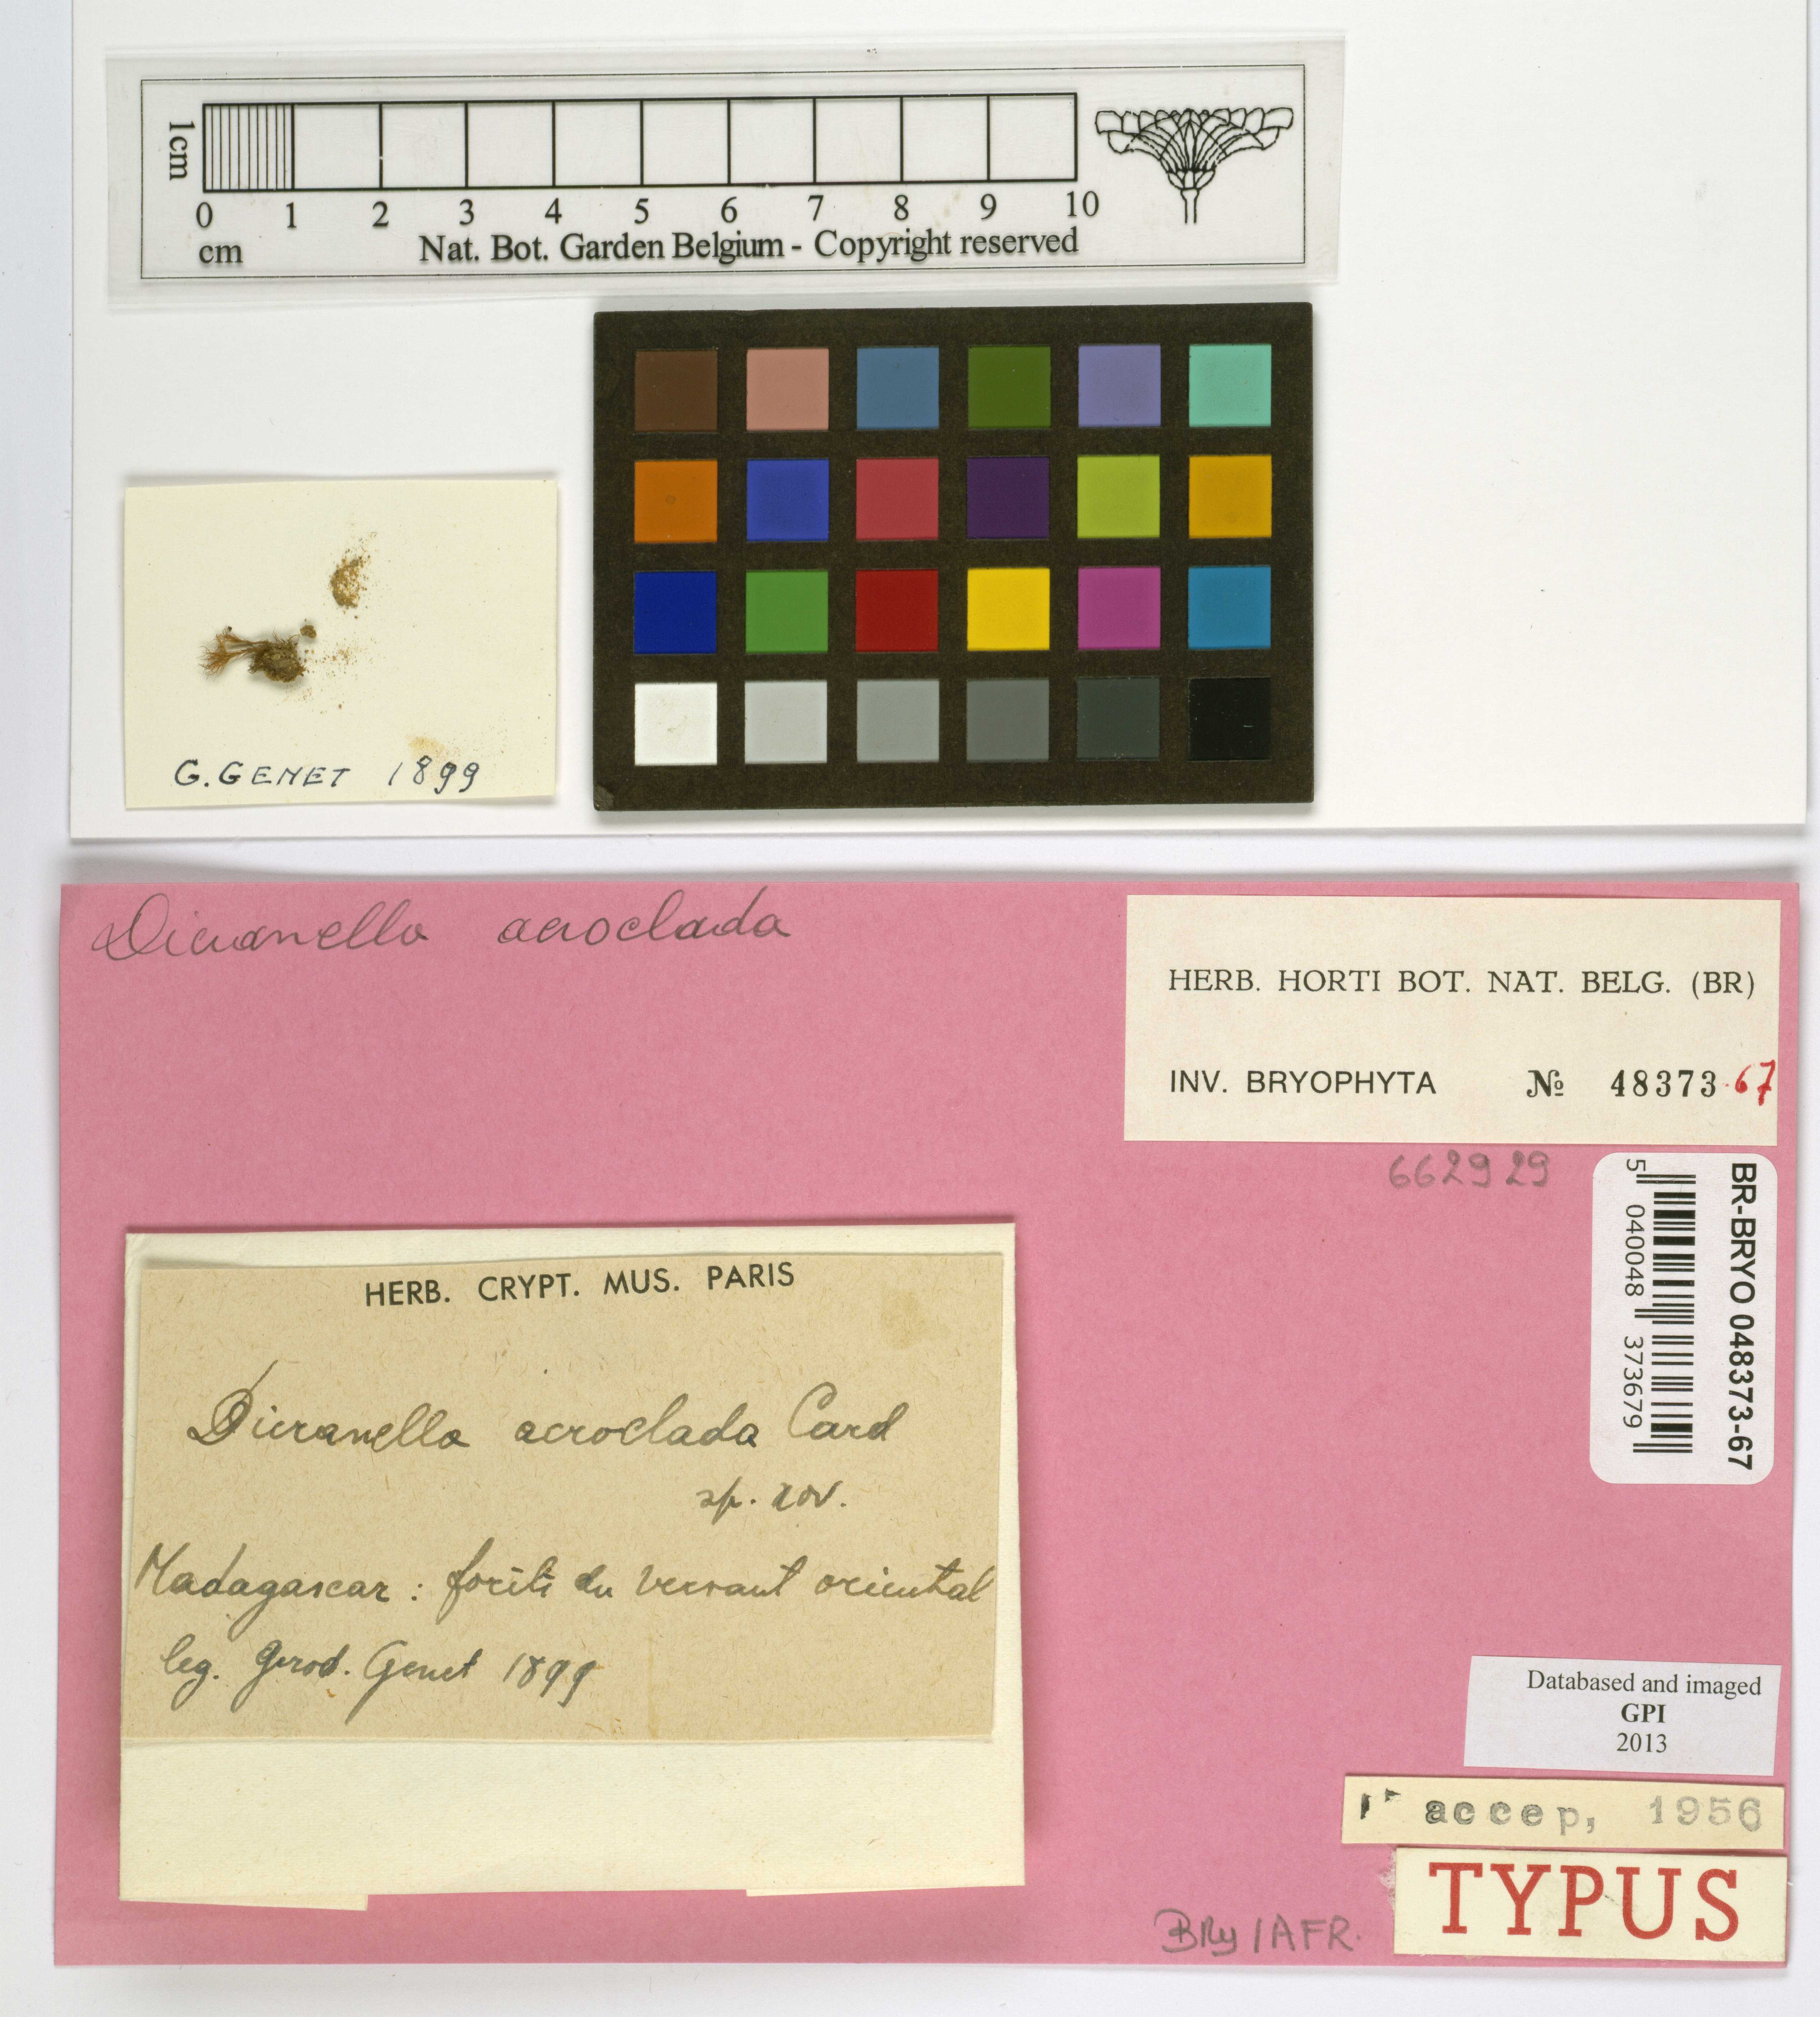 1cm
0 1 2 3 4 5 6 7 8 9 10
cm Nat. Bot. Garden Belgium - Copyright reserved
G. GENET 1899
Dicranella acroclada
HERB. HORTI BOT. NAT. BELG. (BR)
INV. BRYOPHYTA № 48373-67
662929
BR-BRYO 048373-67
5 040048 373679
HERB. CRYPT. MUS. PARIS
Dicranella acroclada Card
sp. nov.
Madagascar : forêts du versant oriental
leg. Genet 1899
Databased and imaged
GPI
2013
accep, 1956
TYPUS
BRy/AFR.